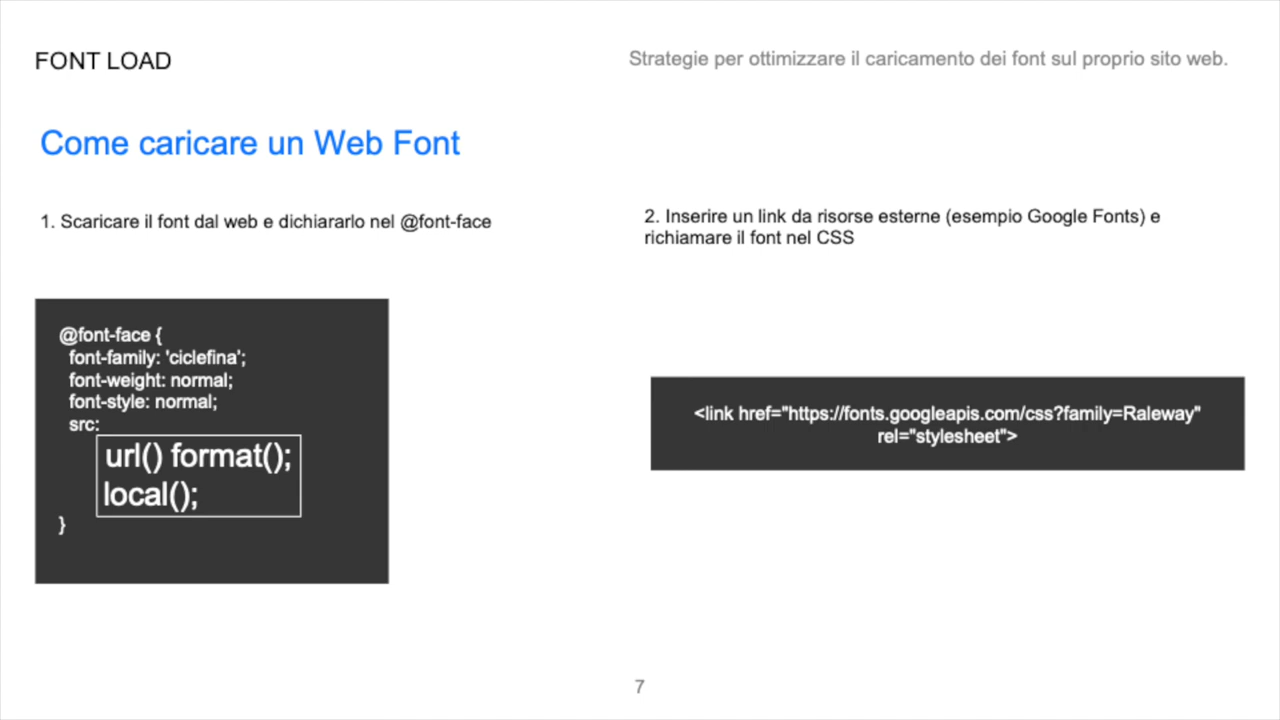 FONT LOAD
Strategie per ottimizzare il caricamento dei font sul proprio sito web.
Come caricare un Web Font
1. Scaricare il font dal web e dichiararlo nel @font-face
@font-face {
font-family: 'ciclefina';
font-weight: normal;
font-style: normal;
src:
url() format();
local();
}
2. Inserire un link da risorse esterne (esempio Google Fonts) e
richiamare il font nel CSS
<link href="https://fonts.googleapis.com/css?family=Raleway"
rel="stylesheet">
7